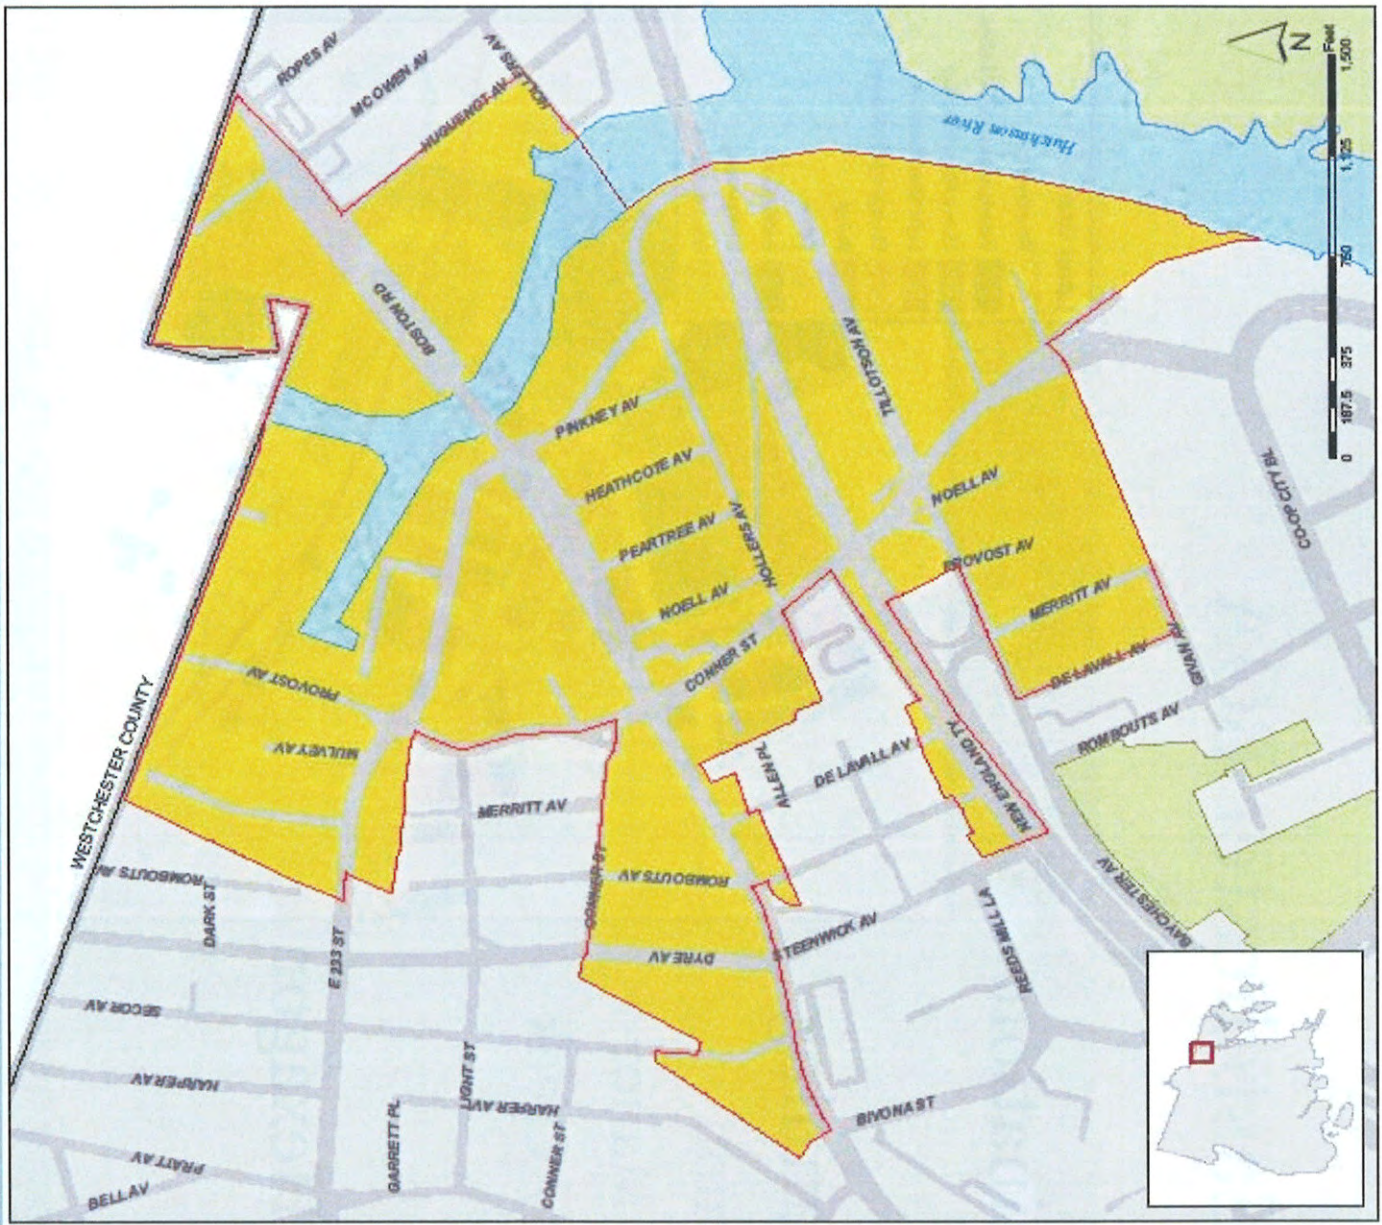 ROPES AV
MC OWEN AV
HUGUENOT AV
HOLLERS AV
Hutchinson River
N
Feet
1,500
1,125
750
375
187.5
0
BOSTON RD
TILLOTSON AV
PINKNEY AV
HEATHCOTE AV
PEARTREE AV
HOLLERS AV
NOELL AV
NOELL AV
PROVOST AV
CO-OP CITY BL
CONNER ST
MERRITT AV
DE LAVALL AV
GIVAN AV
ROMBOUTS AV
WESTCHESTER COUNTY
PROVOST AV
MULVEY AV
MERRITT AV
ALLEN PL
DE LAVALL AV
NEW ENGLAND TY
BAYCHESTER AV
ROMBOUTS AV
DARK ST
E 233 ST
CONNER ST
ROMBOUTS AV
DYRE AV
STEENWICK AV
REEDS MILL LA
SECOR AV
HARPER AV
LIGHT ST
HARPER AV
GARRETT PL
CONNER ST
BIVONA ST
PRATT AV
BELL AV